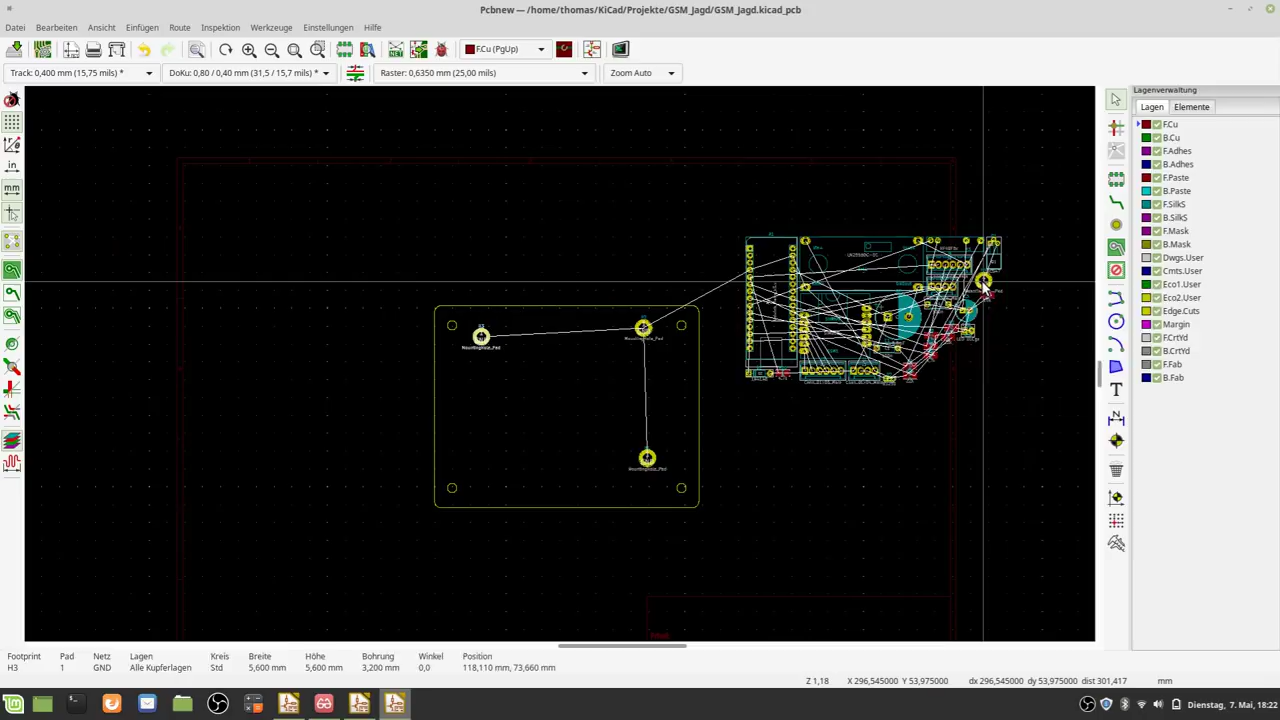 Pcbnew — /home/thomas/KiCad/Projekte/GSM_Jagd/GSM_Jagd.kicad_pcb
Datei Bearbeiten Ansicht Einfügen Route Inspektion Werkzeuge Einstellungen Hilfe
F.Cu (PgUp)
Track: 0,400 mm (15,75 mils) * DoKu: 0,80 / 0,40 mm (31,5 / 15,7 mils) * Raster: 0,6350 mm (25,00 mils) Zoom Auto
Lagenverwaltung
Lagen Elemente
F.Cu
B.Cu
F.Adhes
B.Adhes
F.Paste
B.Paste
F.SilkS
B.SilkS
F.Mask
B.Mask
Dwgs.User
Cmts.User
Eco1.User
Eco2.User
Edge.Cuts
Margin
F.CrtYd
B.CrtYd
F.Fab
B.Fab
in
mm
NET
T
N
MountingHole_Pad
MountingHole_Pad
MountingHole_Pad
Footprint Pad Netz Lagen Kreis Breite Höhe Bohrung Winkel Position
H3 1 GND Alle Kupferlagen Std 5,600 mm 5,600 mm 3,200 mm 0,0 118,110 mm, 73,660 mm
Z 1,18 X 296,545000 Y 53,975000 dx 296,545000 dy 53,975000 dist 301,417 mm
Dienstag, 7. Mai, 18:22